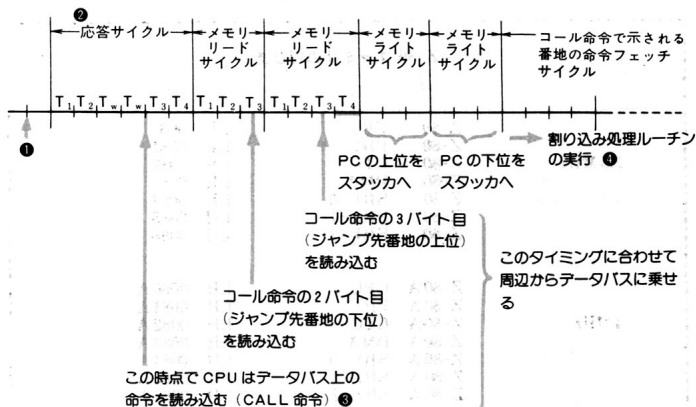 ❷
応答サイクル
メモリ
リード
サイクル
メモリ
リード
サイクル
メモリ
ライト
サイクル
メモリ
ライト
サイクル
コール命令で示される
番地の命令フェッチ
サイクル
T1 T2 Tw Tw T3 T4 T1 T2 T3 T1 T2 T3 T4
❶
PCの上位を
スタッカへ
PCの下位を
スタッカへ
割り込み処理ルーチン
の実行 ❹
コール命令の3バイト目
(ジャンプ先番地の上位)
を読み込む
このタイミングに合わせて
周辺からデータバスに乗せ
る
コール命令の2バイト目
(ジャンプ先番地の下位)
を読み込む
この時点でCPUはデータバス上の
命令を読み込む(CALL命令)❸